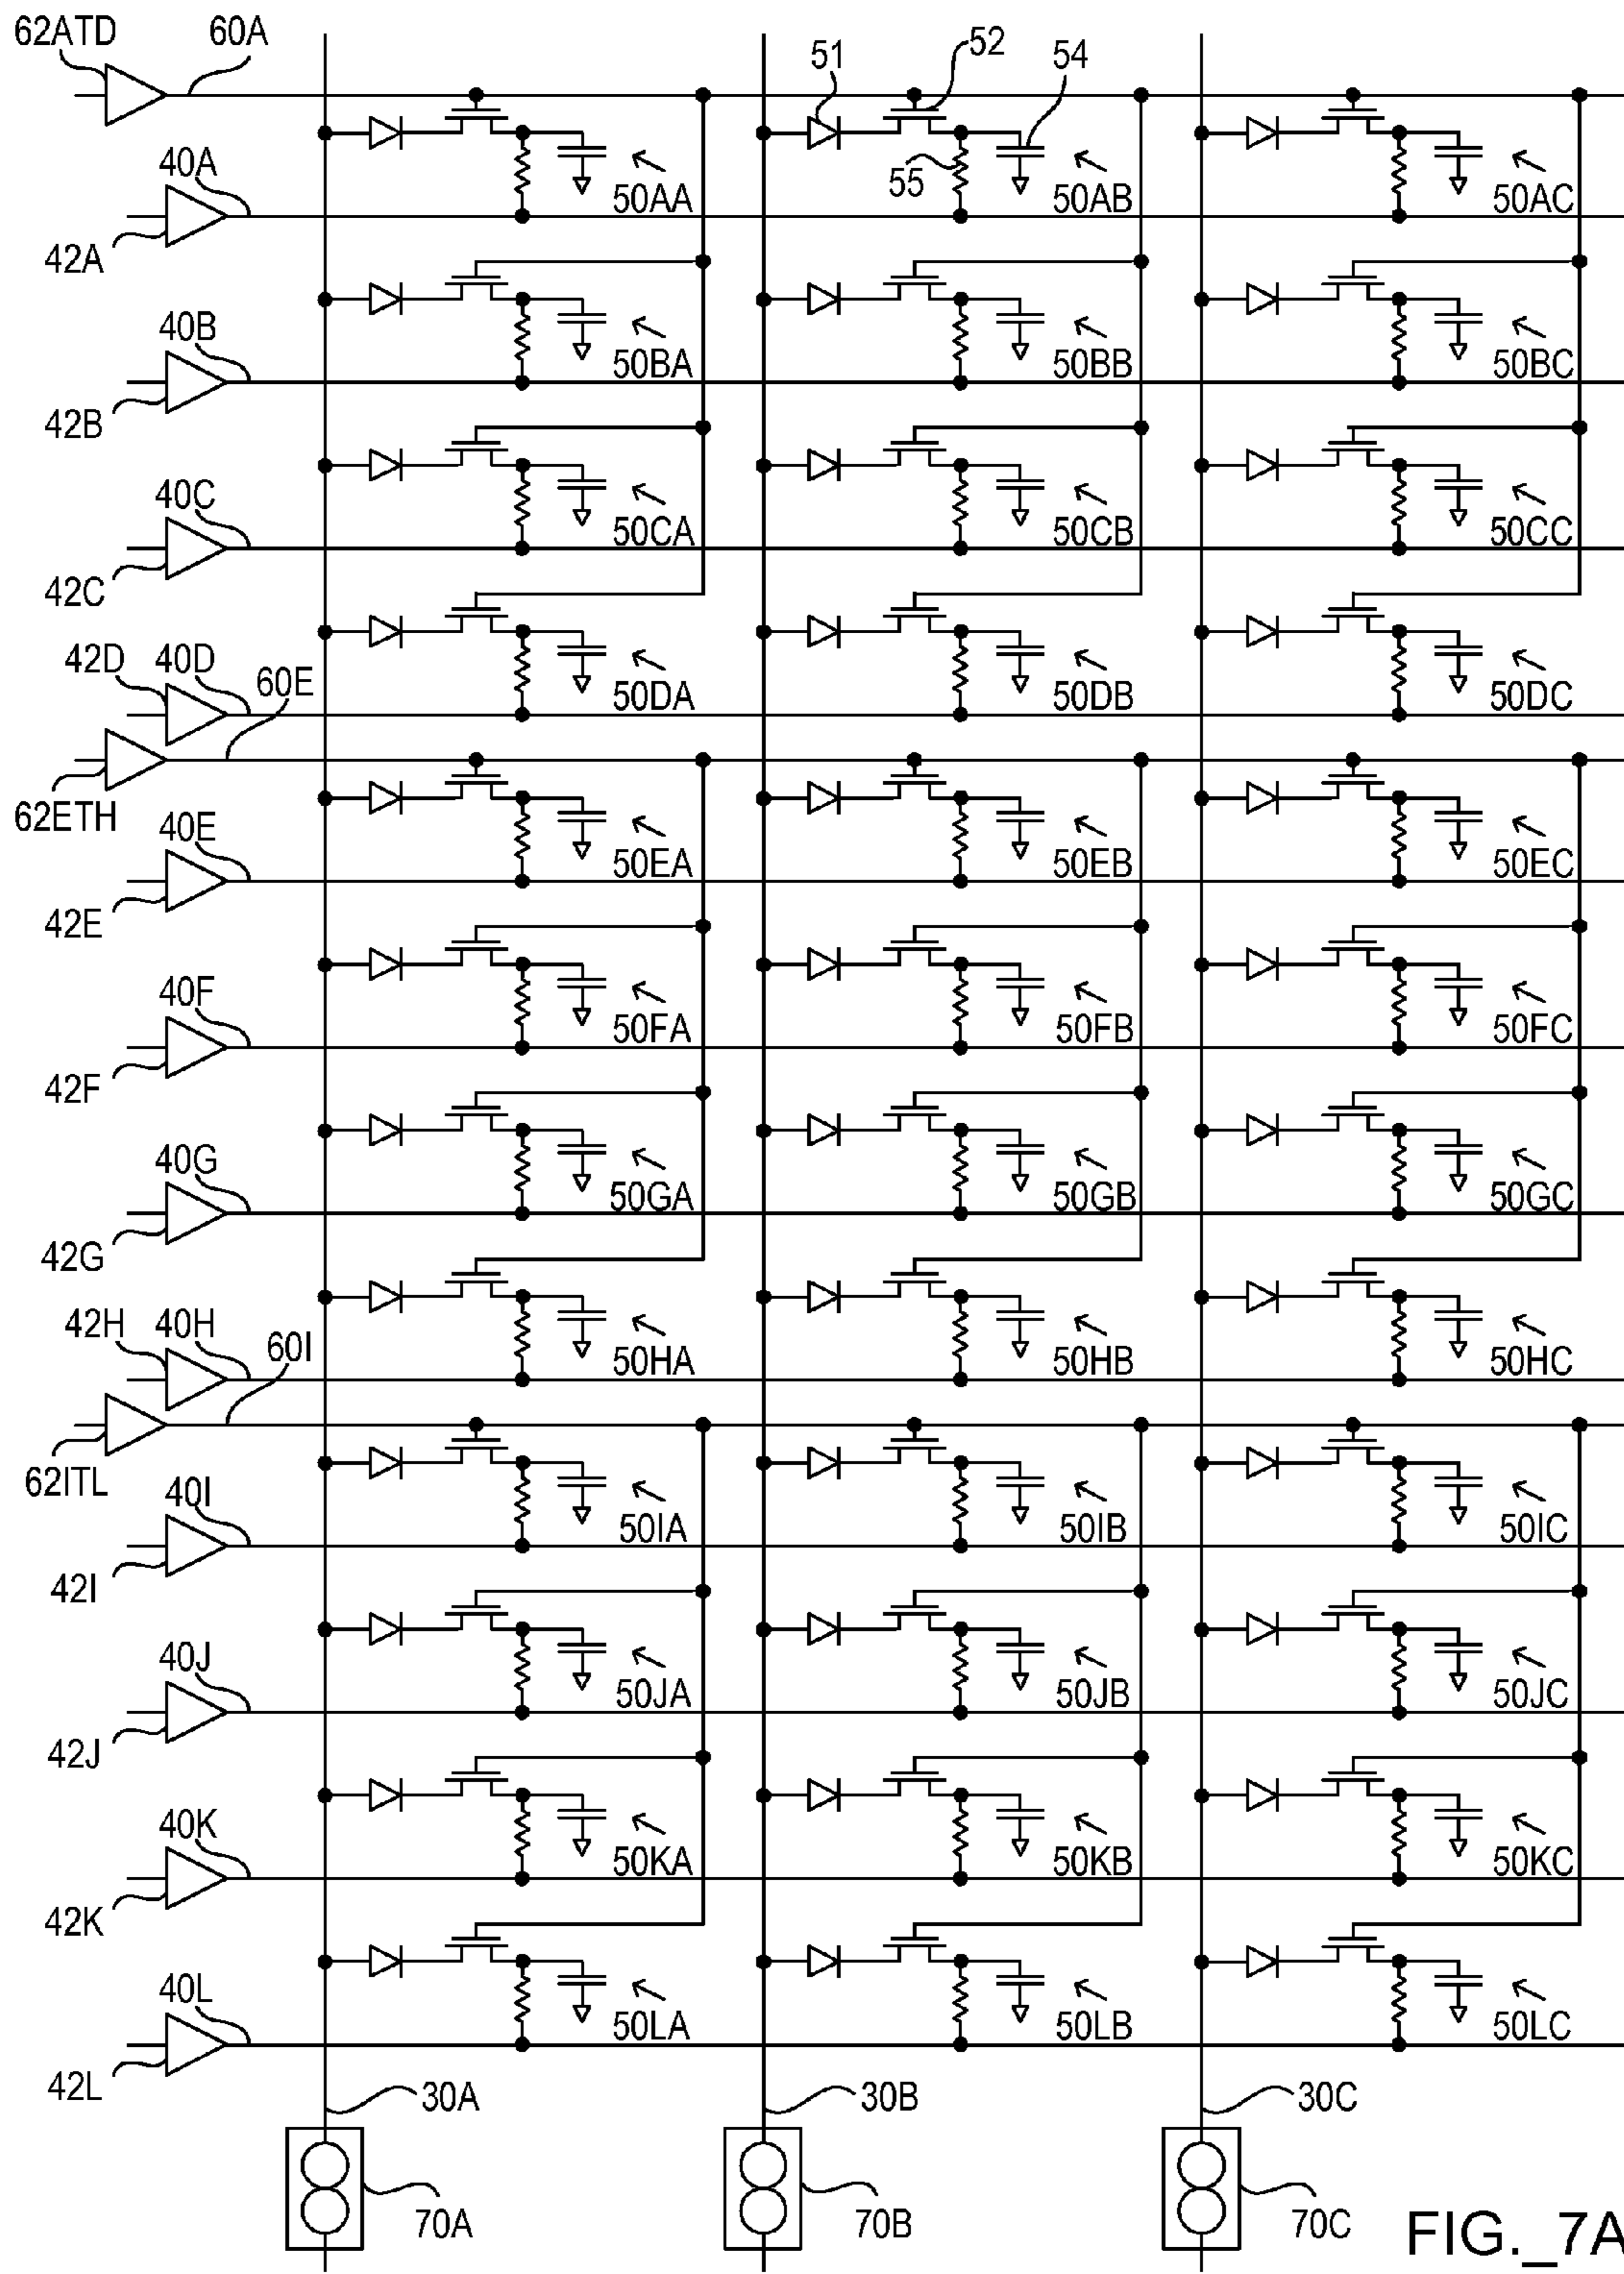 62ATD 60A 51 52 54
40A 55 50AA 50AB 50AC
42A
40B 50BA 50BB 50BC
42B
40C 50CA 50CB 50CC
42C
42D 40D 60E 50DA 50DB 50DC
62ETH 40E 50EA 50EB 50EC
42E
40F 50FA 50FB 50FC
42F
40G 50GA 50GB 50GC
42G
42H 40H 60I 50HA 50HB 50HC
62ITL 40I 50IA 50IB 50IC
42I
40J 50JA 50JB 50JC
42J
40K 50KA 50KB 50KC
42K
40L 50LA 50LB 50LC
42L 30A 30B 30C
70A 70B 70C FIG._7A